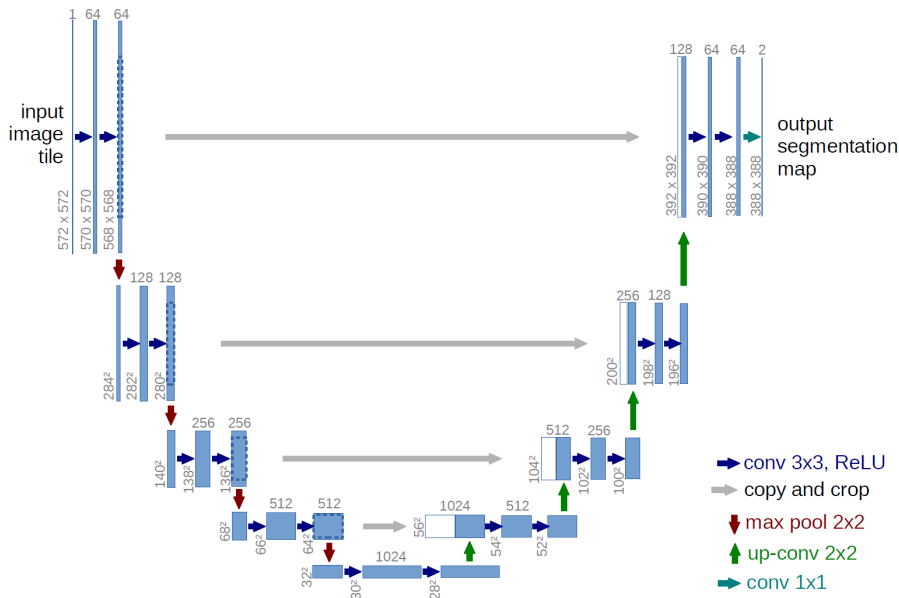 1 64 64
input
image
tile
572 x 572
570 x 570
568 x 568
128 64 64 2
output
segmentation
map
392 x 392
390 x 390
388 x 388
388 x 388
128 128
284²
282²
280²
256 128
200²
198²
196²
256 256
140²
138²
136²
512 256
104²
102²
100²
512 512
68²
66²
64²
1024 512
56²
54²
52²
1024
32²
30²
28²
conv 3x3, ReLU
copy and crop
max pool 2x2
up-conv 2x2
conv 1x1